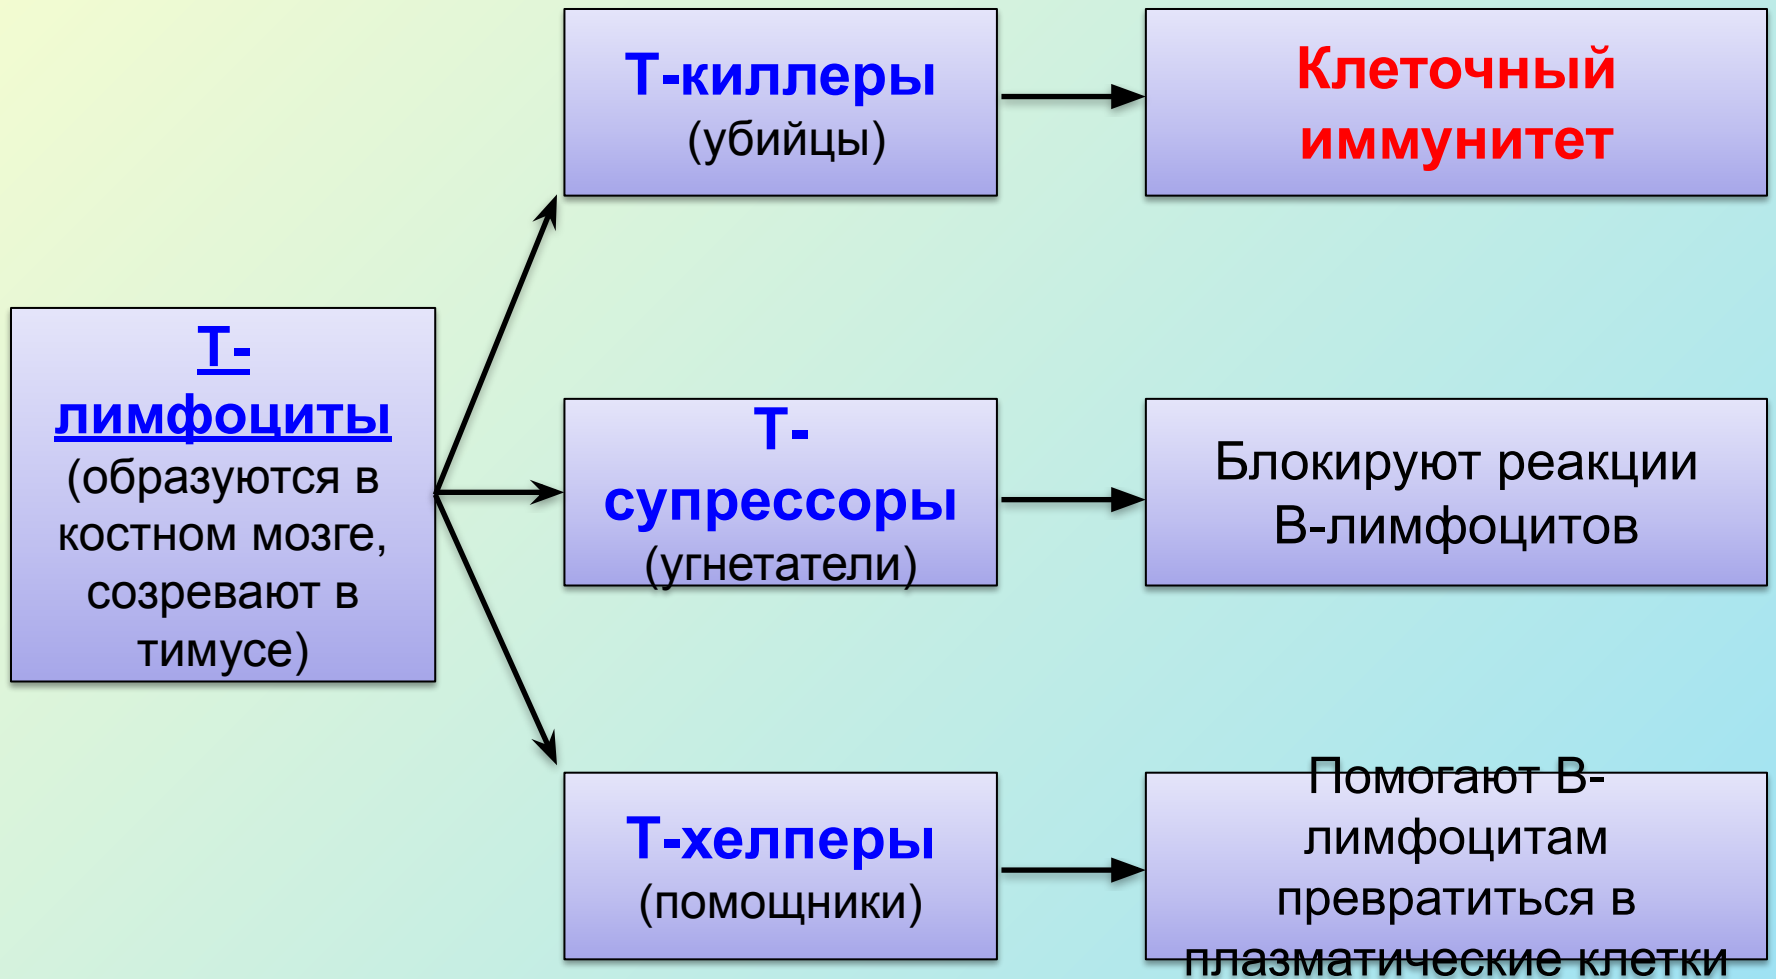 Т-киллеры
(убийцы)
Клеточный
иммунитет
Т-
лимфоциты
(образуются в
костном мозге,
созревают в
тимусе)
Т-
супрессоры
(угнетатели)
Блокируют реакции
В-лимфоцитов
Т-хелперы
(помощники)
Помогают В-
лимфоцитам
превратиться в
плазматические клетки